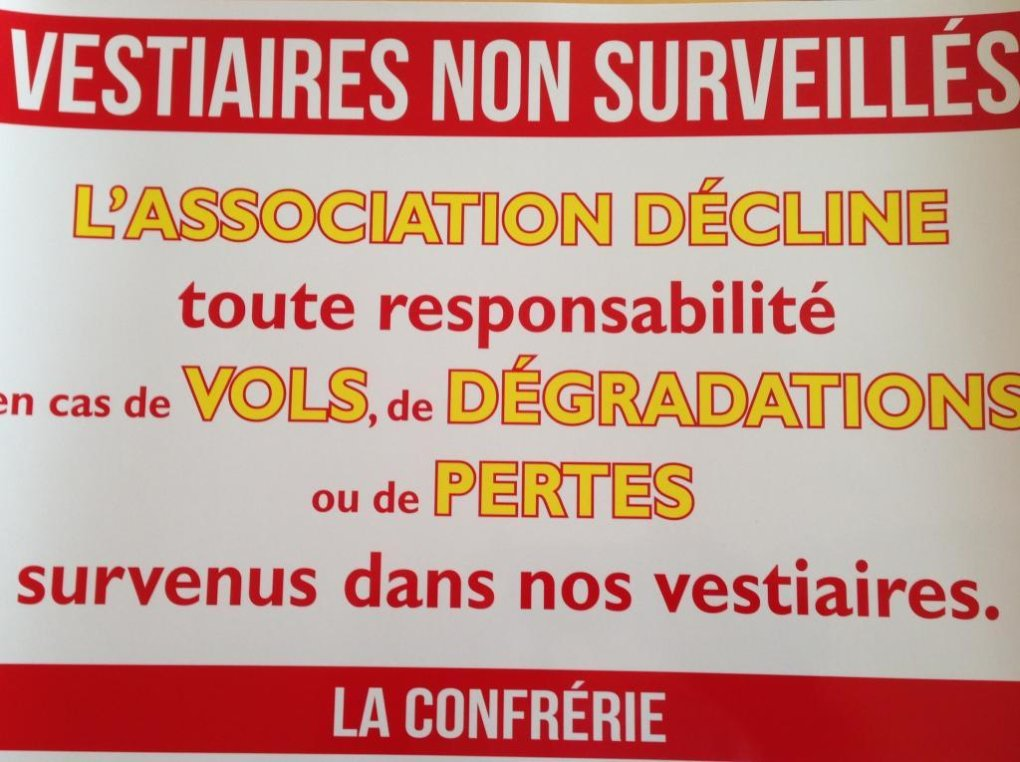 VESTIAIRES NON SURVEILLÉS
L'ASSOCIATION DÉCLINE
toute responsabilité
en cas de VOLS, de DÉGRADATIONS
ou de PERTES
survenus dans nos vestiaires.
LA CONFRÉRIE